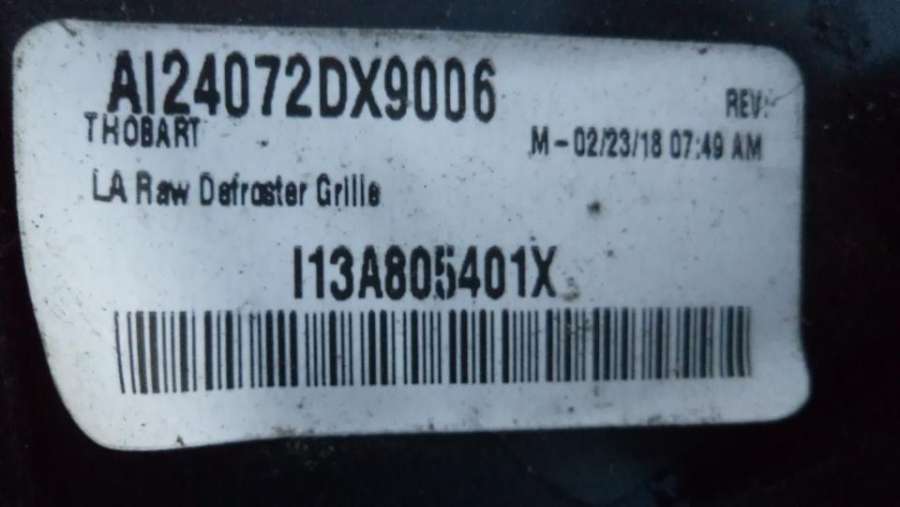 AI24072DX9006
REV:
THOBART
M-02/23/18 07:49 AM
LA Raw Defroster Grille
I13A805401X